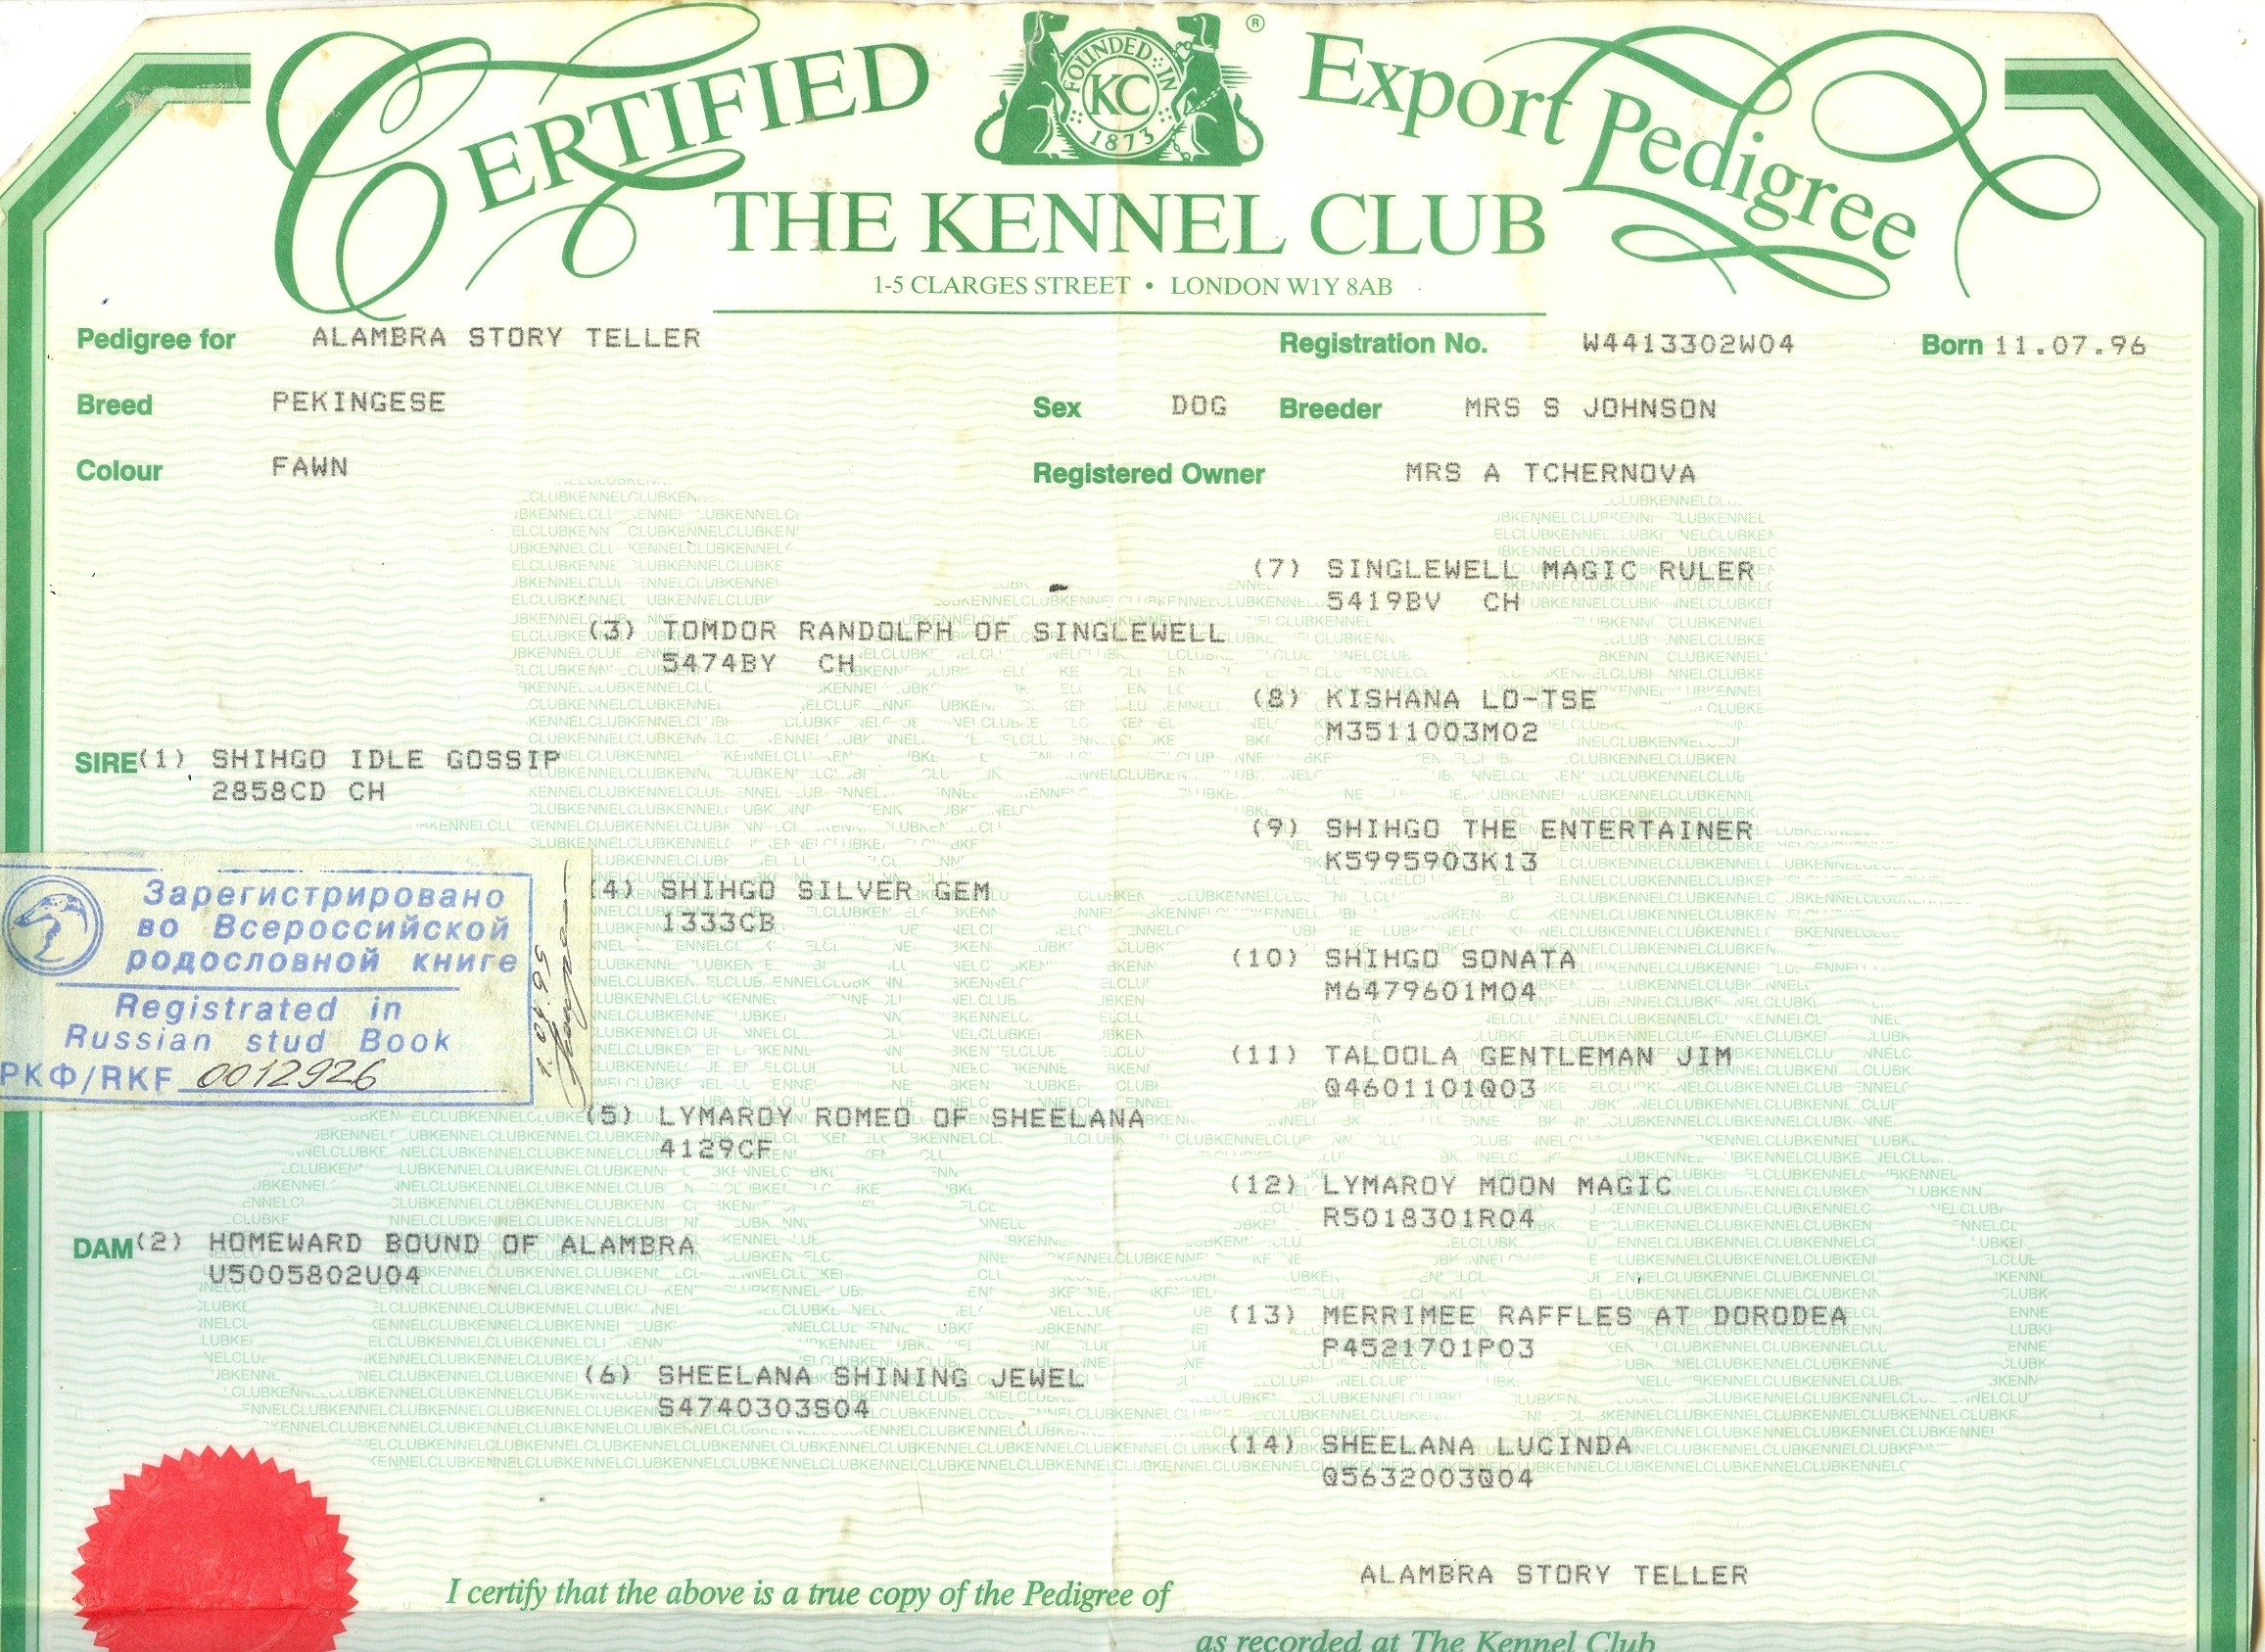 CERTIFIED Export Pedigree
FOUNDED IN
KC
1873
®
THE KENNEL CLUB
1-5 CLARGES STREET • LONDON W1Y 8AB
Pedigree for ALAMBRA STORY TELLER Registration No. W4413302W04 Born 11.07.96
Breed PEKINGESE Sex DOG Breeder MRS S JOHNSON
Colour FAWN Registered Owner MRS A TCHERNOVA
(7) SINGLEWELL MAGIC RULER
5419BV CH
(3) TOMDOR RANDOLPH OF SINGLEWELL
5474BY CH
(8) KISHANA LO-TSE
M3511003M02
SIRE(1) SHIHGO IDLE GOSSIP
2858CD CH
(9) SHIHGO THE ENTERTAINER
K5995903K13
(4) SHIHGO SILVER GEM
1333CB
(10) SHIHGO SONATA
M6479601M04
Зарегистрировано
во Всероссийской
родословной книге
Registrated in
Russian stud Book
РКФ/RKF 0012926
(11) TALOOLA GENTLEMAN JIM
Q4601101Q03
(5) LYMAROY ROMEO OF SHEELANA
4129CF
(12) LYMAROY MOON MAGIC
R5018301R04
DAM(2) HOMEWARD BOUND OF ALAMBRA
U5005802U04
(13) MERRIMEE RAFFLES AT DORODEA
P4521701P03
(6) SHEELANA SHINING JEWEL
S4740303S04
(14) SHEELANA LUCINDA
Q5632003Q04
I certify that the above is a true copy of the Pedigree of ALAMBRA STORY TELLER
as recorded at The Kennel Club